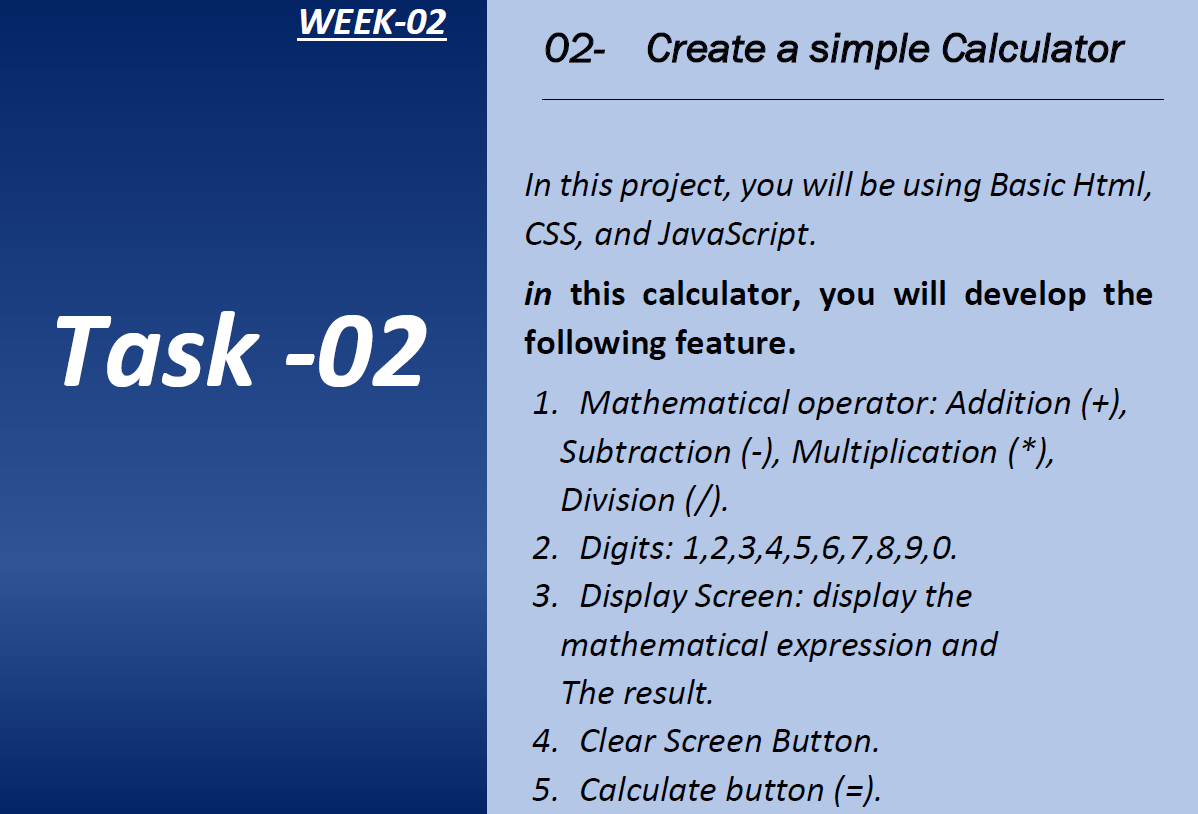 WEEK-02
Task -02
02- Create a simple Calculator
In this project, you will be using Basic Html,
CSS, and JavaScript.
in this calculator, you will develop the
following feature.
1. Mathematical operator: Addition (+),
Subtraction (-), Multiplication (*),
Division (/).
2. Digits: 1,2,3,4,5,6,7,8,9,0.
3. Display Screen: display the
mathematical expression and
The result.
4. Clear Screen Button.
5. Calculate button (=).